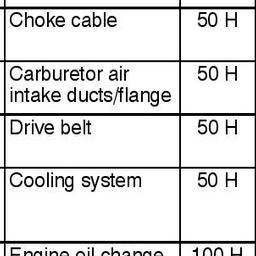 Choke cable 50 H
Carburetor air 50 H
intake ducts/flange
Drive belt 50 H
Cooling system 50 H
Engine oil change 100 H